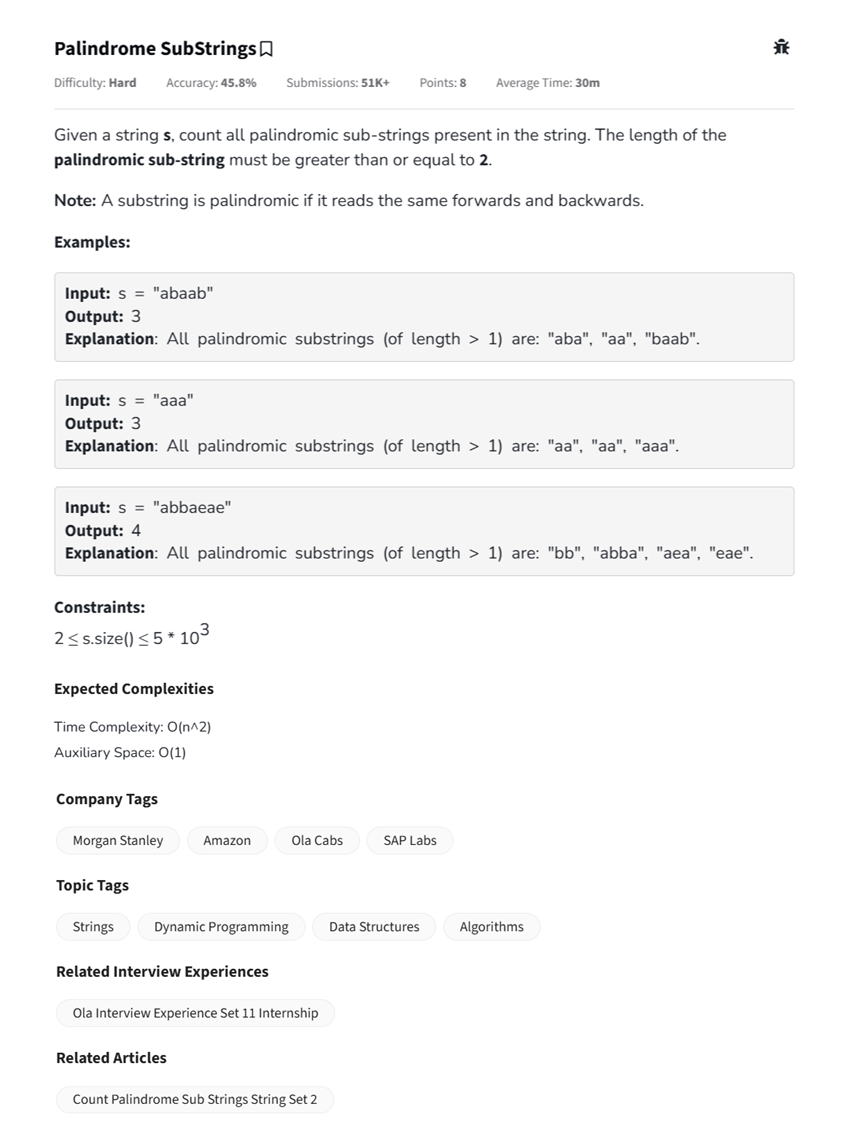 Palindrome SubStrings
Difficulty: Hard Accuracy: 45.8% Submissions: 51K+ Points: 8 Average Time: 30m
Given a string s, count all palindromic sub-strings present in the string. The length of the
palindromic sub-string must be greater than or equal to 2.
Note: A substring is palindromic if it reads the same forwards and backwards.
Examples:
Input: s = "abaab"
Output: 3
Explanation: All palindromic substrings (of length > 1) are: "aba", "aa", "baab".
Input: s = "aaa"
Output: 3
Explanation: All palindromic substrings (of length > 1) are: "aa", "aa", "aaa".
Input: s = "abbaeae"
Output: 4
Explanation: All palindromic substrings (of length > 1) are: "bb", "abba", "aea", "eae".
Constraints:
2 ≤ s.size() ≤ 5 * 10³
Expected Complexities
Time Complexity: O(n^2)
Auxiliary Space: O(1)
Company Tags
Morgan Stanley Amazon Ola Cabs SAP Labs
Topic Tags
Strings Dynamic Programming Data Structures Algorithms
Related Interview Experiences
Ola Interview Experience Set 11 Internship
Related Articles
Count Palindrome Sub Strings String Set 2